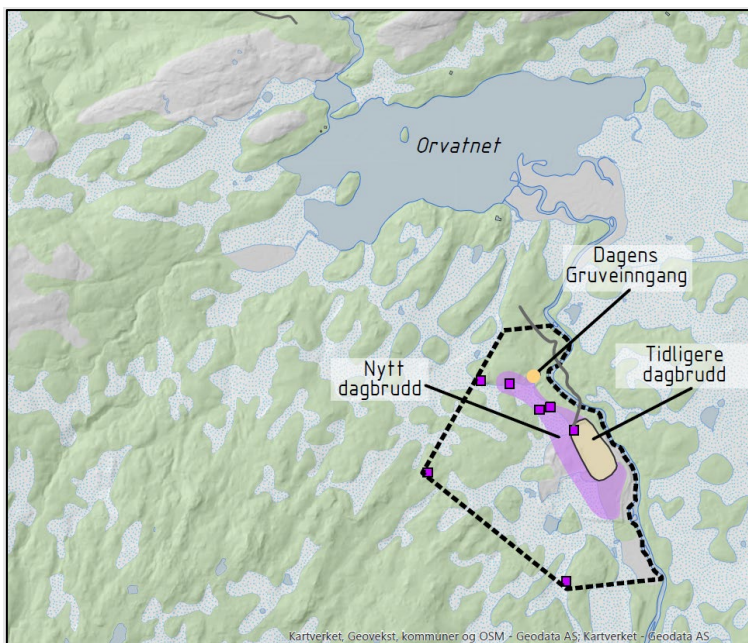 Orvatnet
Dagens
Gruveinngang
Nytt
dagbrudd
Tidligere
dagbrudd
Kartverket, Geovekst, kommuner og OSM - Geodata AS; Kartverket - Geodata AS